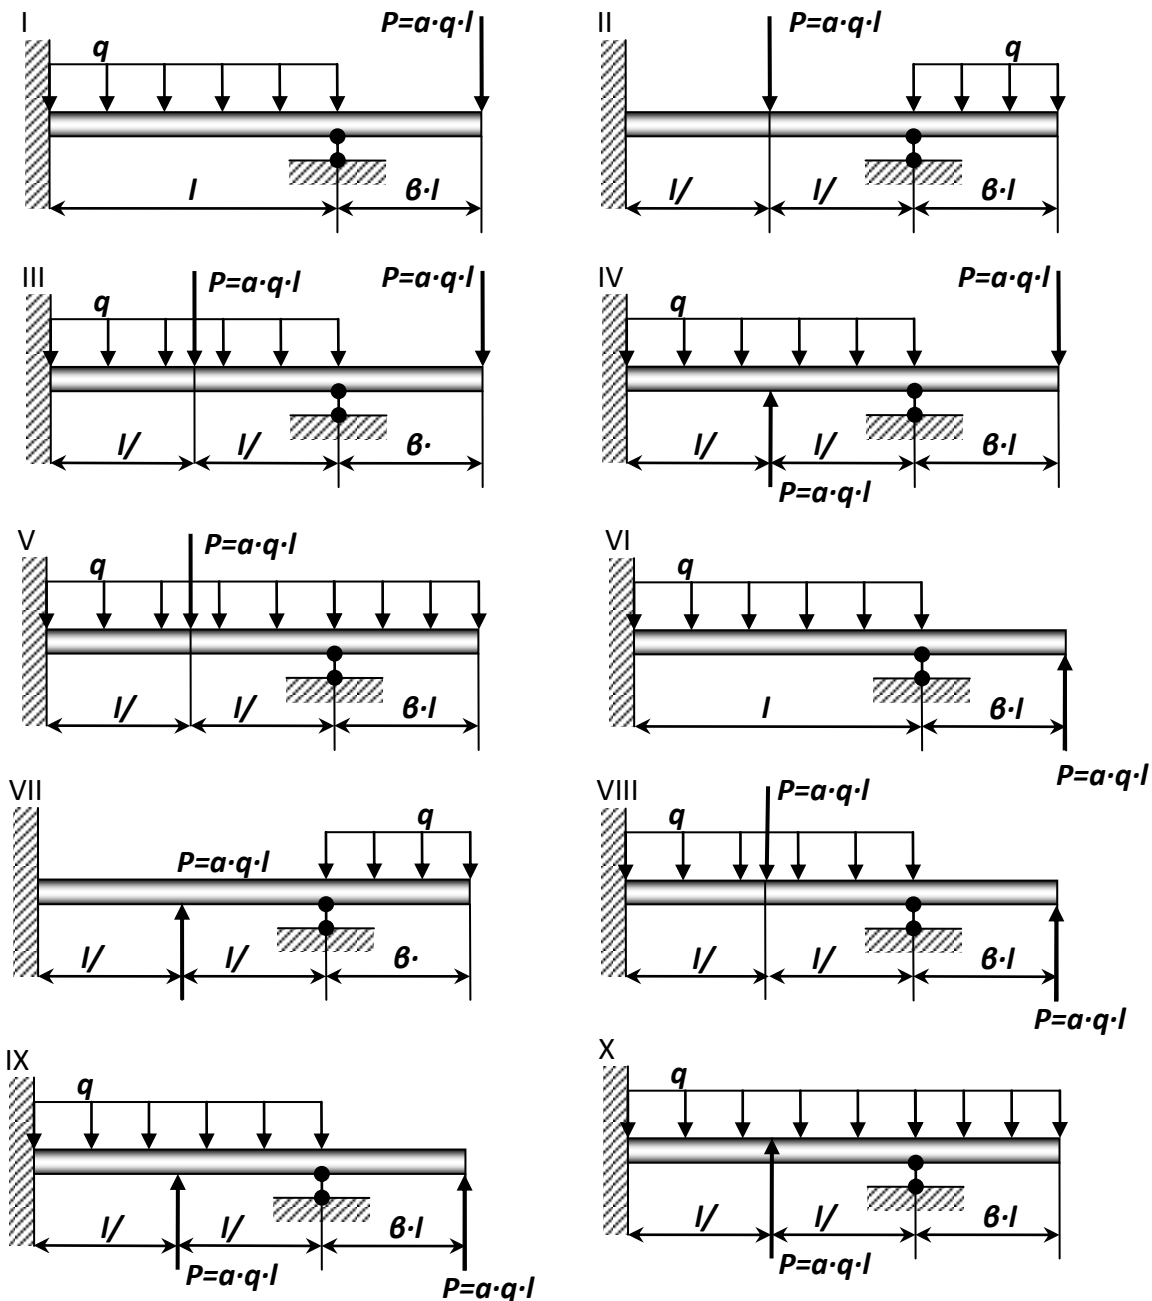 I
P=a·q·l
q
l
в·l
II
P=a·q·l
q
l/
l/
в·l
III
P=a·q·l
P=a·q·l
q
l/
l/
в·
IV
P=a·q·l
q
l/
l/
в·l
P=a·q·l
V
P=a·q·l
q
l/
l/
в·l
VI
q
l
в·l
P=a·q·l
VII
q
P=a·q·l
l/
l/
в·
VIII
P=a·q·l
q
l/
l/
в·l
P=a·q·l
IX
q
l/
l/
в·l
P=a·q·l
P=a·q·l
X
q
l/
l/
в·l
P=a·q·l